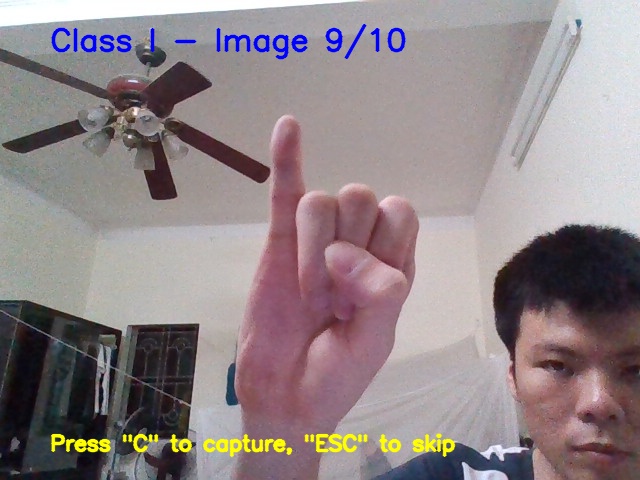 Class I - Image 9/10
Press "C" to capture, "ESC" to skip